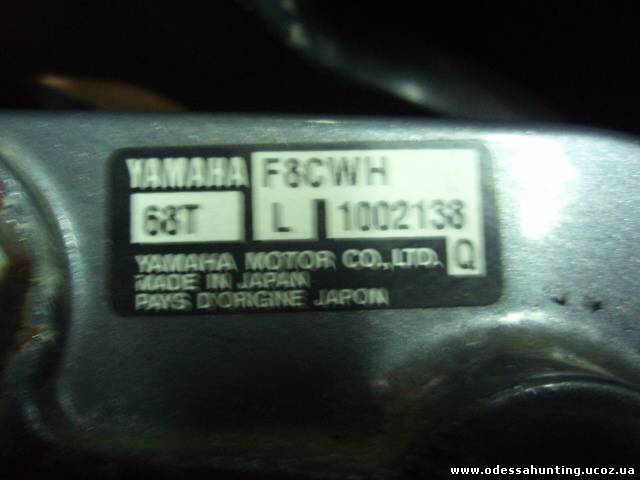 YAMAHA F8CWH
68T L 1002138
YAMAHA MOTOR CO.,LTD. Q
MADE IN JAPAN
PAYS D'ORIGINE JAPON
www.odessahunting.ucoz.ua